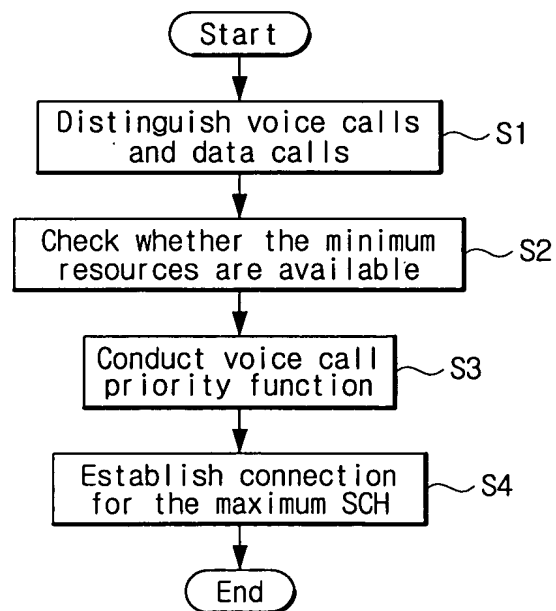 Start
Distinguish voice calls
and data calls
S1
Check whether the minimum
resources are available
S2
Conduct voice call
priority function
S3
Establish connection
for the maximum SCH
S4
End